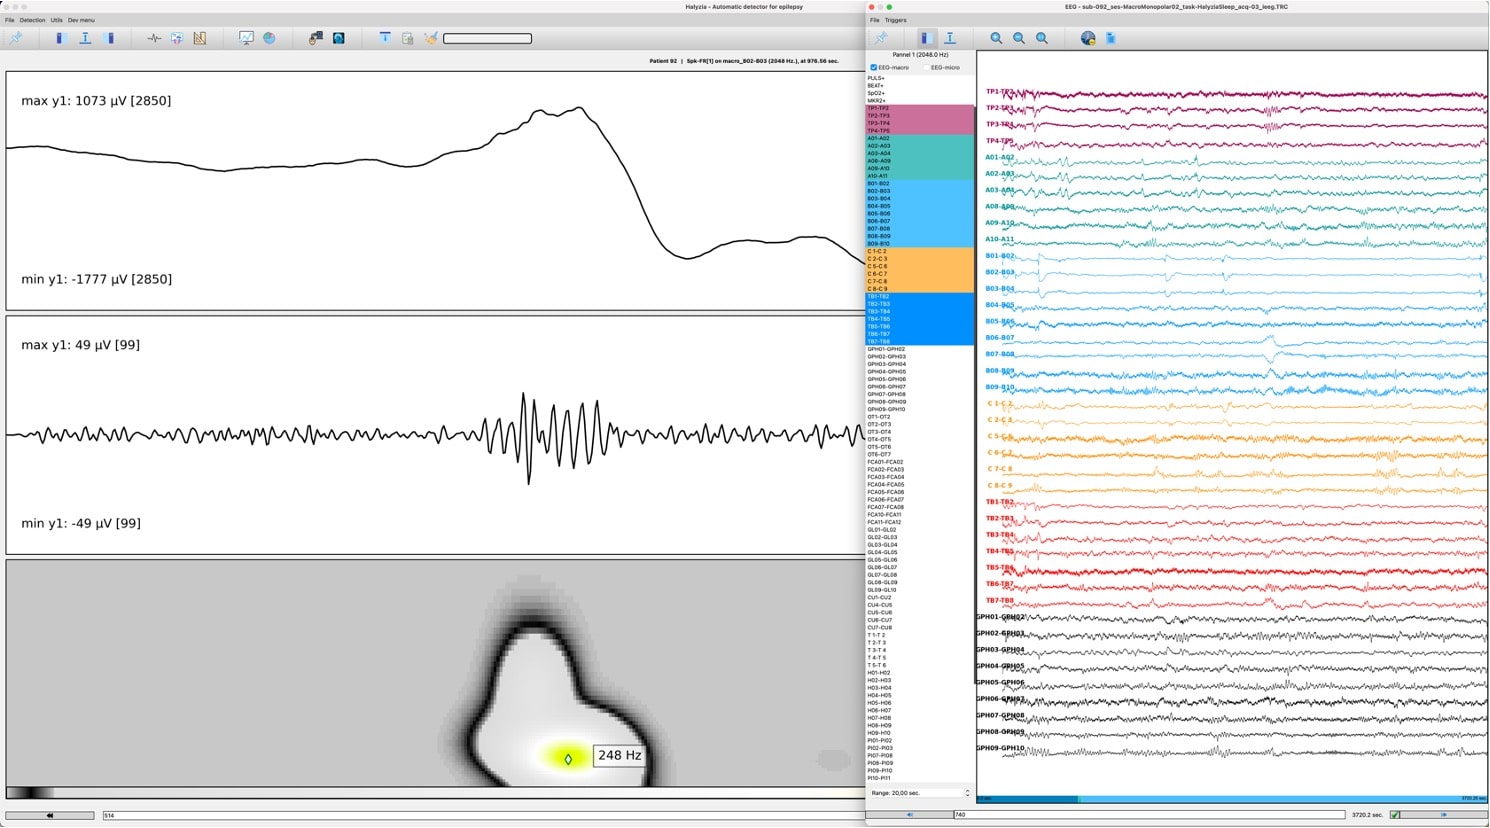 Halyzia - Automatic detector for epilepsy
File Detection Utils Dev menu
Patient 92 | Spk-FR[1] on macro_B02-B03 (2048 Hz.), at 976.56 sec.
max y1: 1073 µV [2850]
min y1: -1777 µV [2850]
max y1: 49 µV [99]
min y1: -49 µV [99]
248 Hz
514
EEG - sub-092_ses-MacroMonopolar02_task-HalyziaSleep_acq-03_ieeg.TRC
File Triggers
Pannel 1 (2048.0 Hz)
EEG-macro EEG-micro
PULS+
BEAT+
SpO2+
MKR2+
TP1-TP2
TP2-TP3
TP3-TP4
TP4-TP5
A01-A02
A02-A03
A03-A04
A08-A09
A09-A10
A10-A11
B01-B02
B02-B03
B03-B04
B04-B05
B05-B06
B06-B07
B07-B08
B08-B09
B09-B10
C 1-C 2
C 2-C 3
C 5-C 6
C 6-C 7
C 7-C 8
C 8-C 9
TB1-TB2
TB2-TB3
TB3-TB4
TB4-TB5
TB5-TB6
TB6-TB7
TB7-TB8
GPH01-GPH02
GPH02-GPH03
GPH03-GPH04
GPH04-GPH05
GPH05-GPH06
GPH06-GPH07
GPH07-GPH08
GPH08-GPH09
GPH09-GPH10
OT1-OT2
OT2-OT3
OT3-OT4
OT4-OT5
OT5-OT6
OT6-OT7
FCA01-FCA02
FCA02-FCA03
FCA03-FCA04
FCA04-FCA05
FCA05-FCA06
FCA06-FCA07
FCA07-FCA08
FCA10-FCA11
FCA11-FCA12
GL01-GL02
GL02-GL03
GL03-GL04
GL04-GL05
GL05-GL06
GL06-GL07
GL07-GL08
GL08-GL09
GL09-GL10
CU1-CU2
CU4-CU5
CU5-CU6
CU6-CU7
CU7-CU8
T 1-T 2
T 2-T 3
T 3-T 4
T 4-T 5
T 5-T 6
H01-H02
H02-H03
H03-H04
H04-H05
H05-H06
H06-H07
H07-H08
H08-H09
H09-H10
PI01-PI02
PI02-PI03
PI07-PI08
PI08-PI09
PI09-PI10
PI10-PI11
Range: 20,00 sec.
TP1-TP2
TP2-TP3
TP3-TP4
TP4-TP5
A01-A02
A02-A03
A03-A04
A08-A09
A09-A10
A10-A11
B01-B02
B02-B03
B03-B04
B04-B05
B05-B06
B06-B07
B07-B08
B08-B09
B09-B10
C 1-C 2
C 2-C 3
C 5-C 6
C 6-C 7
C 7-C 8
C 8-C 9
TB1-TB2
TB2-TB3
TB3-TB4
TB4-TB5
TB5-TB6
TB6-TB7
TB7-TB8
GPH01-GPH02
GPH02-GPH03
GPH03-GPH04
GPH04-GPH05
GPH05-GPH06
GPH06-GPH07
GPH07-GPH08
GPH08-GPH09
GPH09-GPH10
740
3720.2 sec.